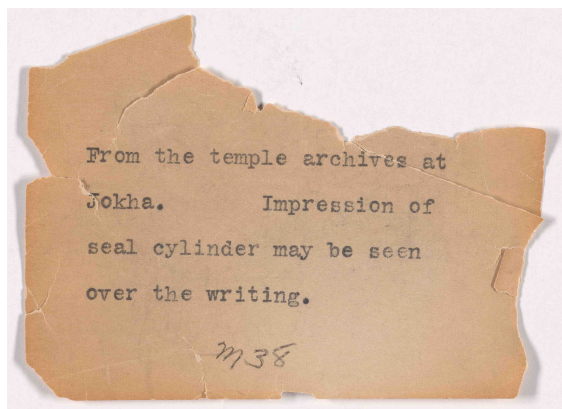 From the temple archives at
Jokha. Impression of
seal cylinder may be seen
over the writing.
M38